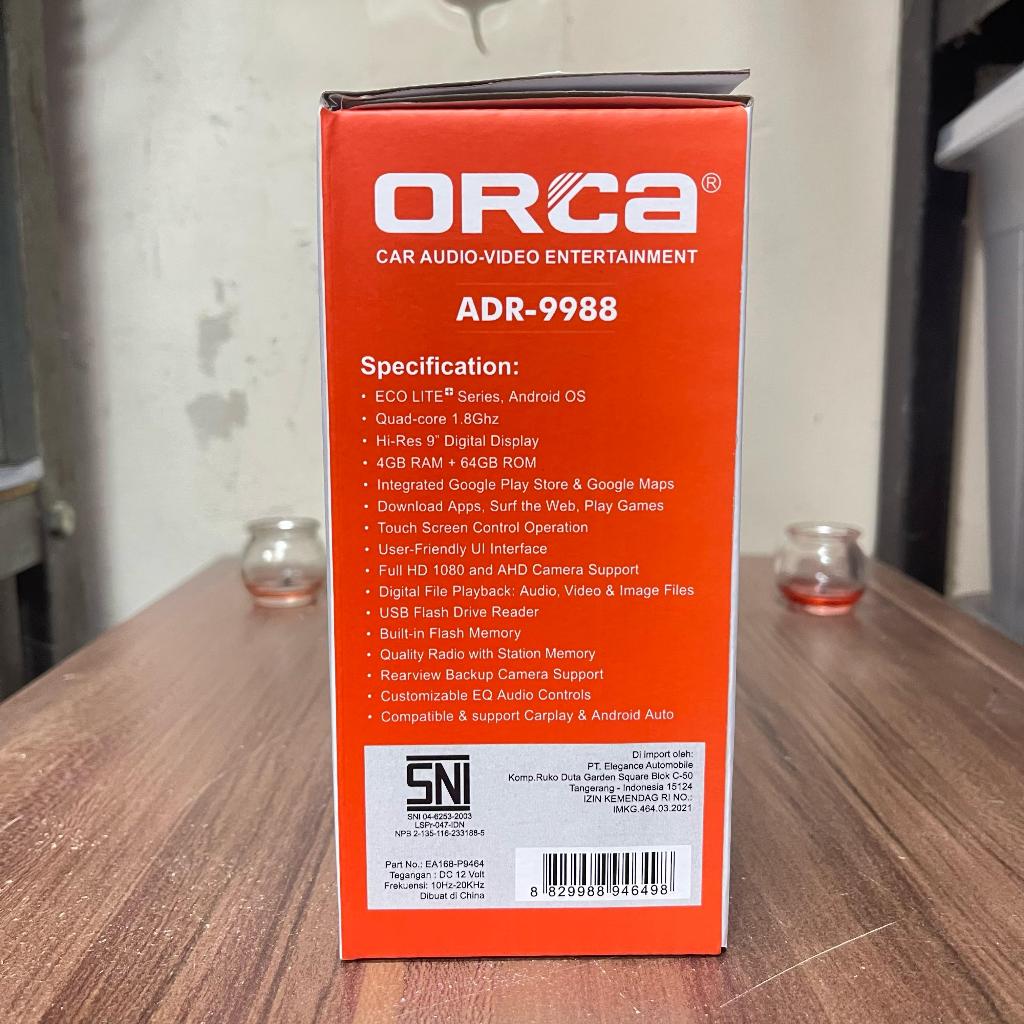 ORCA®
CAR AUDIO-VIDEO ENTERTAINMENT
ADR-9988
Specification:
• ECO LITE+ Series, Android OS
• Quad-core 1.8Ghz
• Hi-Res 9” Digital Display
• 4GB RAM + 64GB ROM
• Integrated Google Play Store & Google Maps
• Download Apps, Surf the Web, Play Games
• Touch Screen Control Operation
• User-Friendly UI Interface
• Full HD 1080 and AHD Camera Support
• Digital File Playback: Audio, Video & Image Files
• USB Flash Drive Reader
• Built-in Flash Memory
• Quality Radio with Station Memory
• Rearview Backup Camera Support
• Customizable EQ Audio Controls
• Compatible & support Carplay & Android Auto
SNI
SNI 04-6253-2003
LSPr-047-IDN
NPB 2-135-116-233188-5
Di import oleh:
PT. Elegance Automobile
Komp.Ruko Duta Garden Square Blok C-50
Tangerang - Indonesia 15124
IZIN KEMENDAG RI NO.:
IMKG.464.03.2021
Part No.: EA168-P9464
Tegangan : DC 12 Volt
Frekuensi: 10Hz-20KHz
Dibuat di China
8 829988 946498